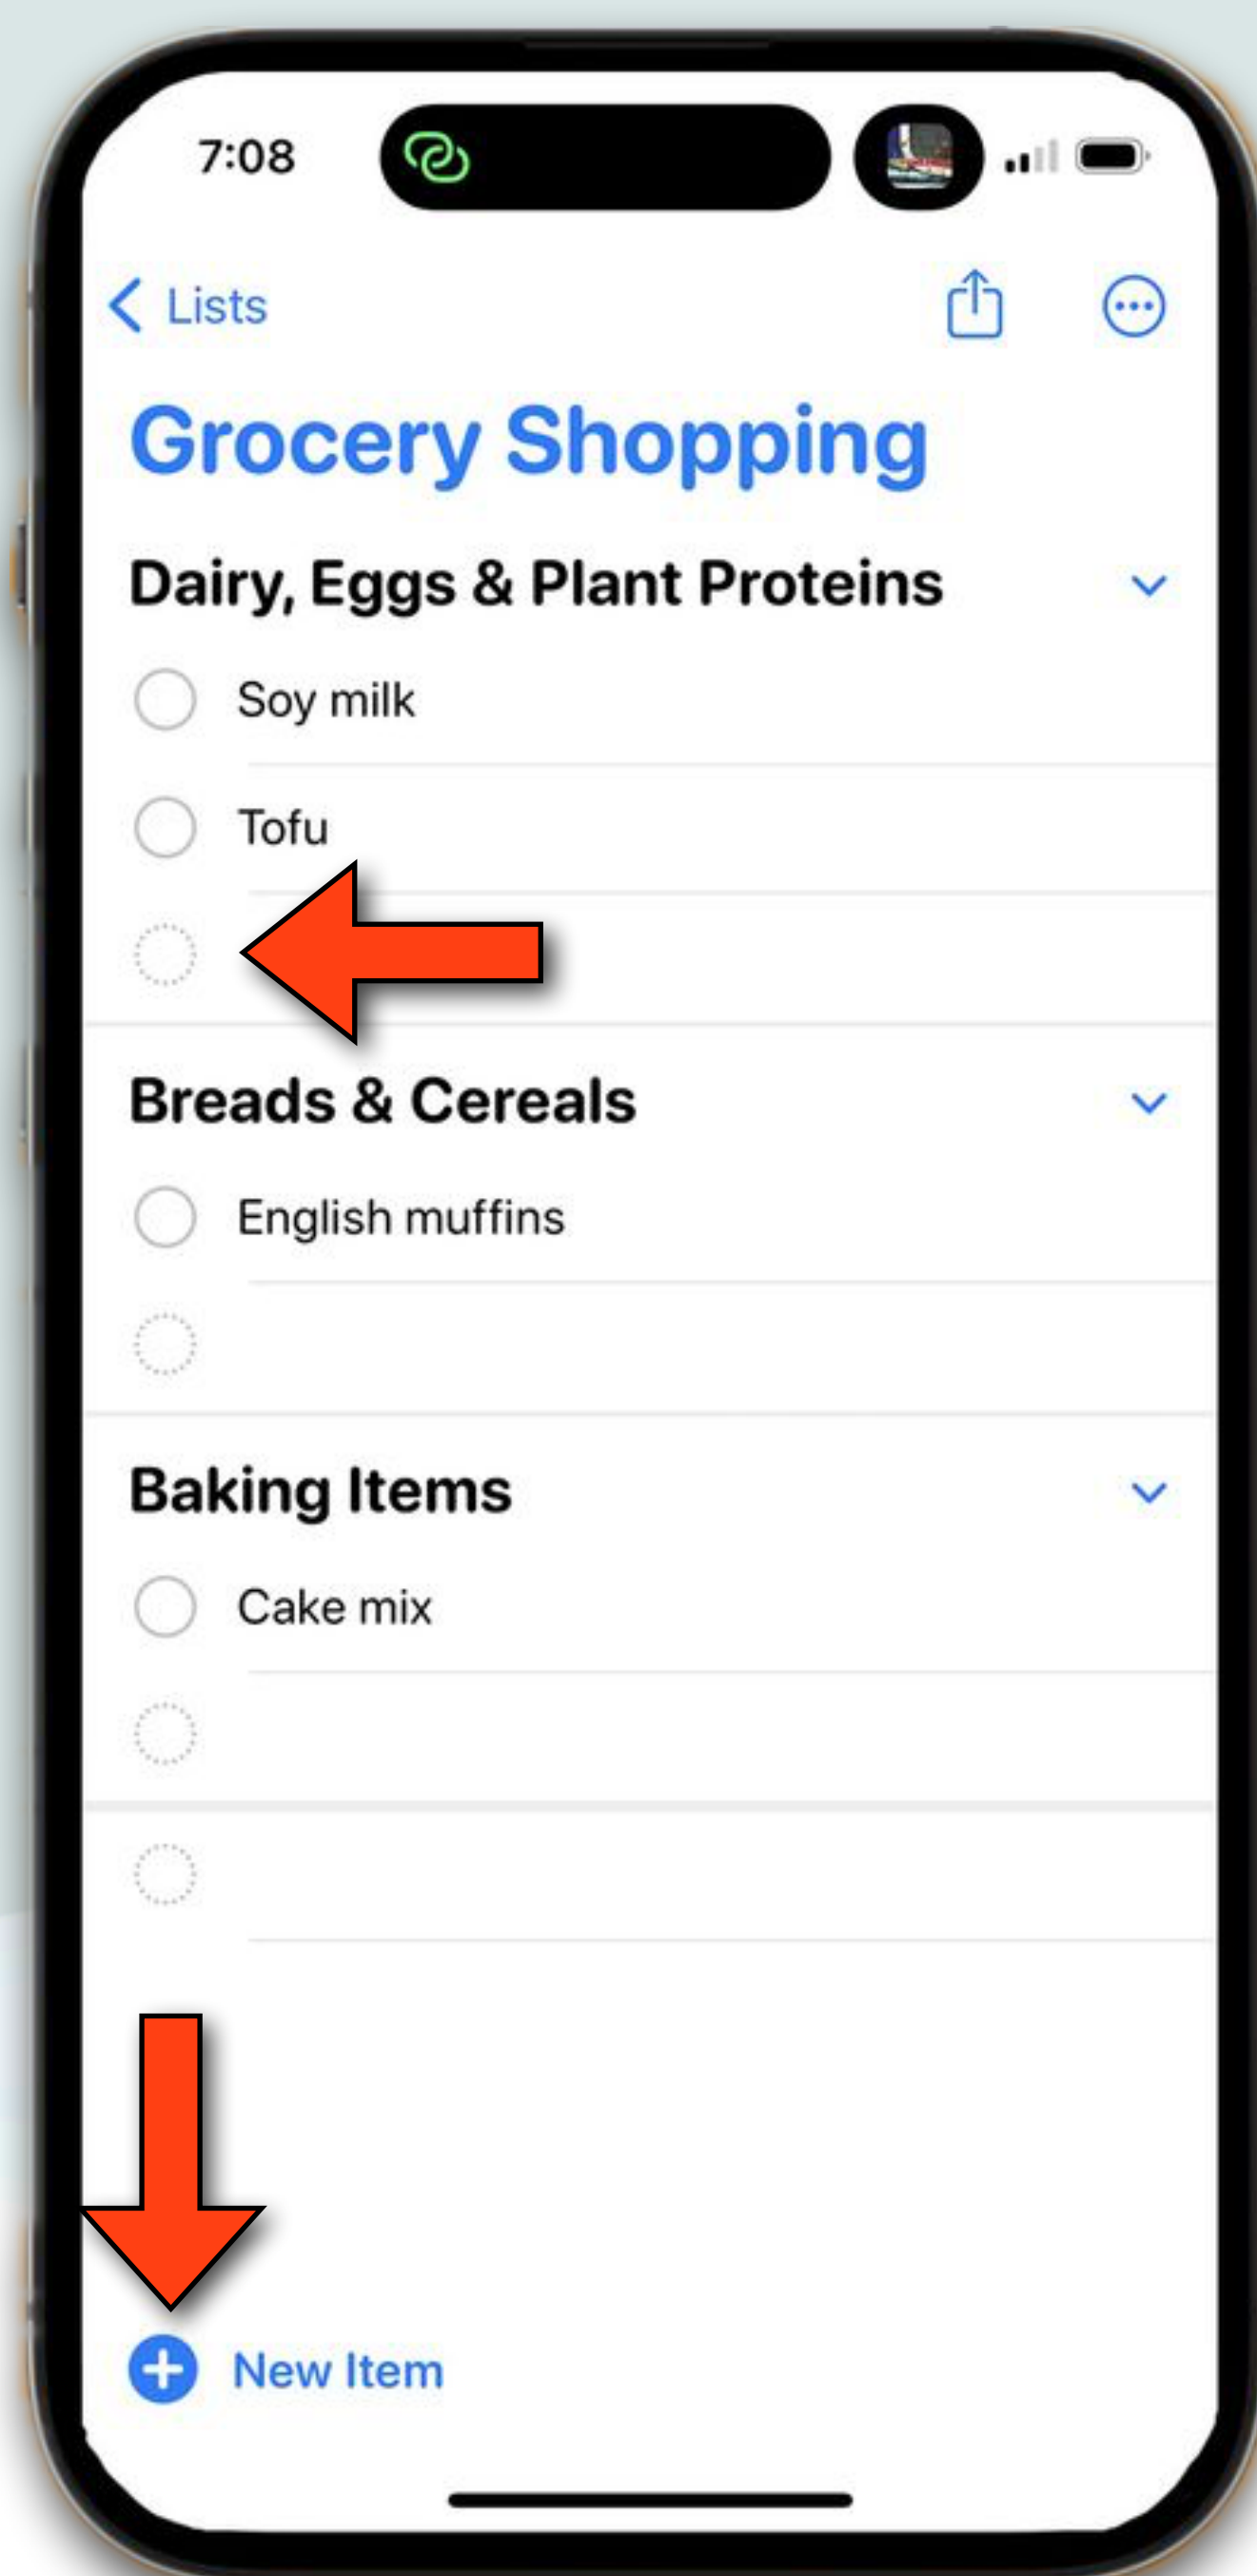 7:08
Lists
Grocery Shopping
Dairy, Eggs & Plant Proteins
Soy milk
Tofu
Breads & Cereals
English muffins
Baking Items
Cake mix
New Item